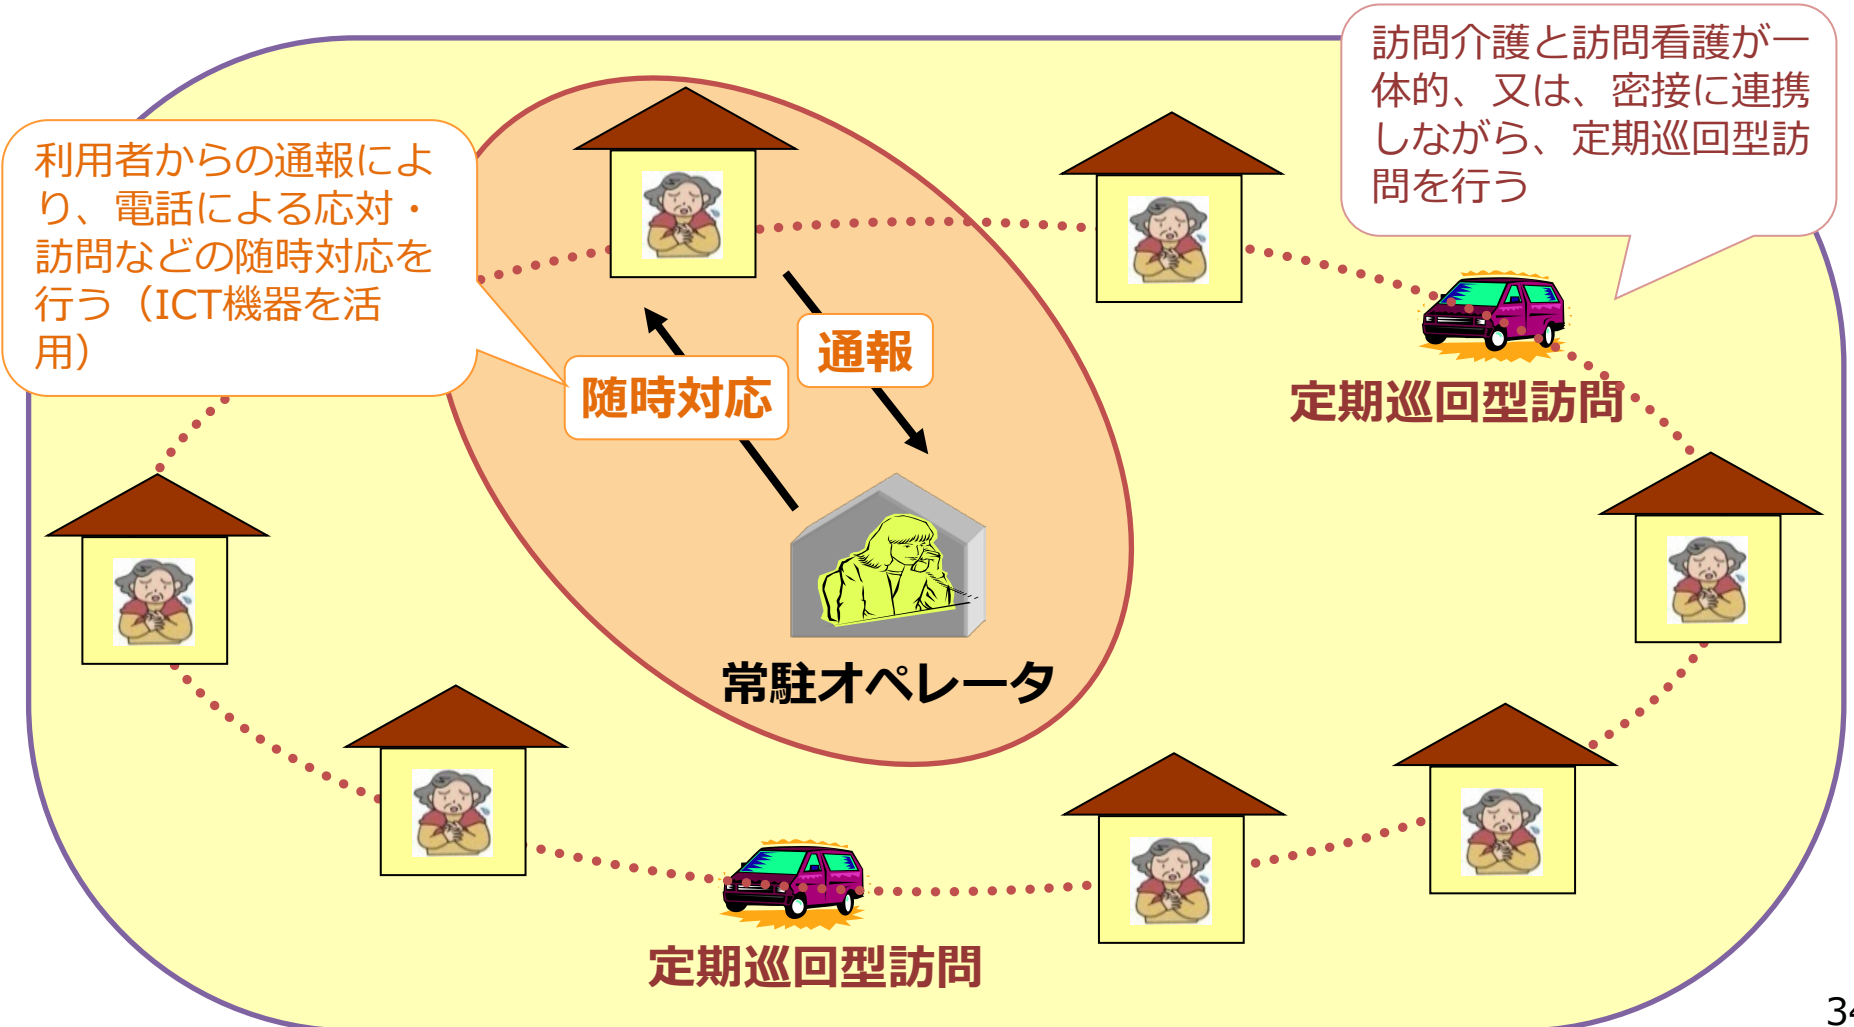 訪問介護と訪問看護が一
体的、又は、密接に連携
しながら、定期巡回型訪
問を行う
利用者からの通報によ
り、電話による応対・
訪問などの随時対応を
行う（ICT機器を活
用）
通報
随時対応
定期巡回型訪問
常駐オペレータ
定期巡回型訪問
34